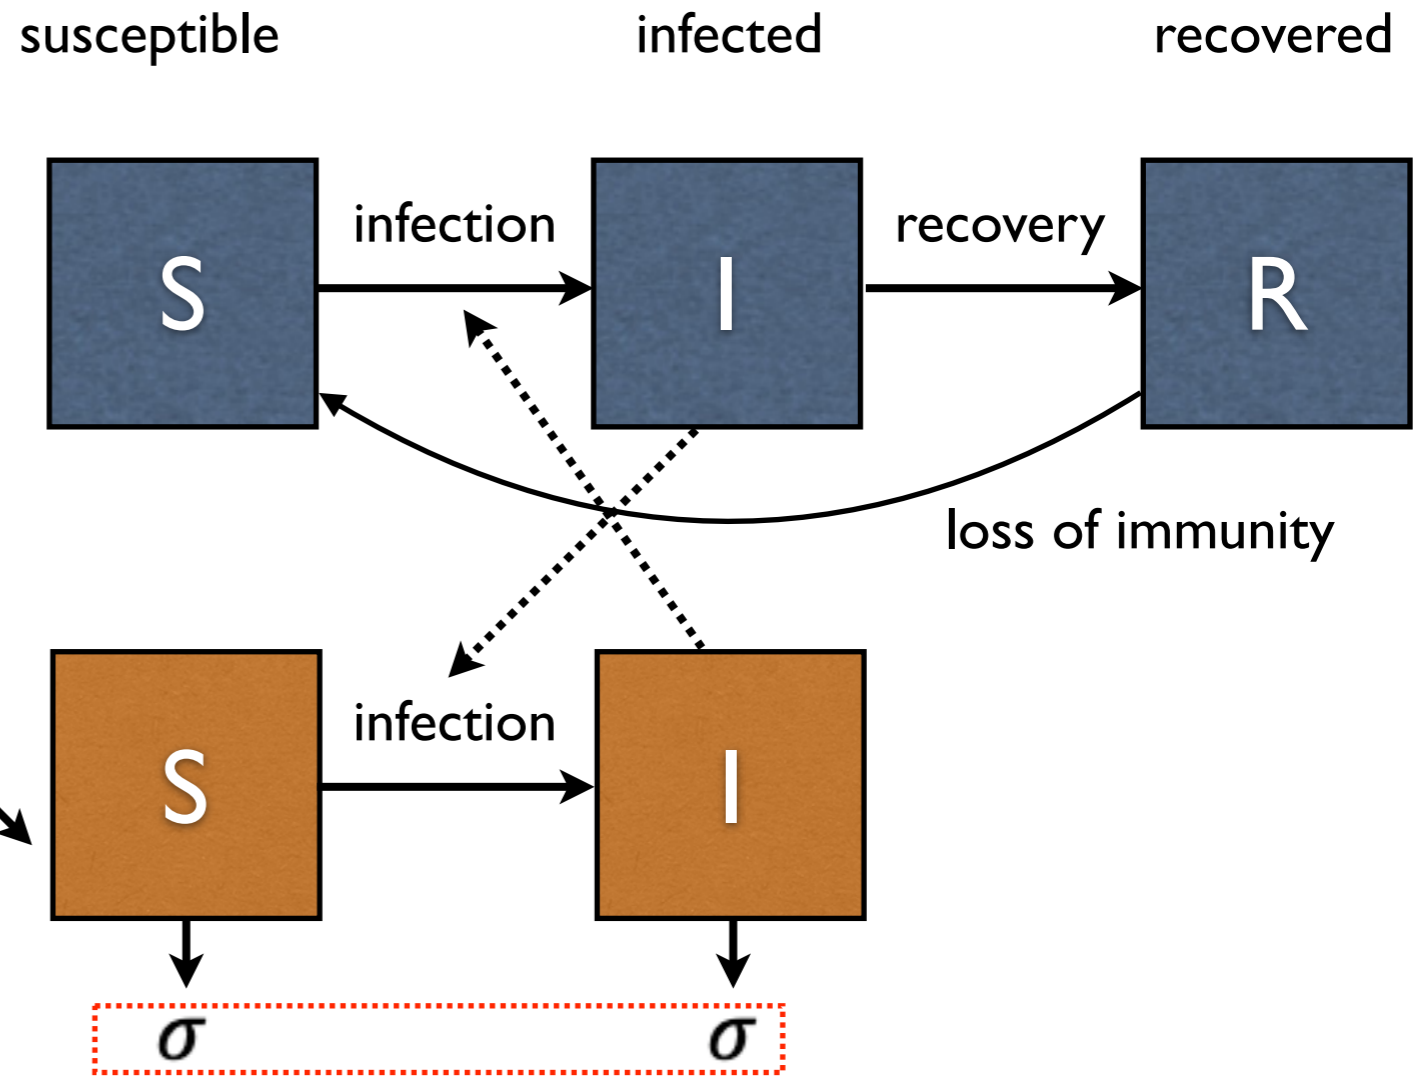 susceptible infected recovered
infection recovery
S I R
loss of immunity
infection
S I
σ σ